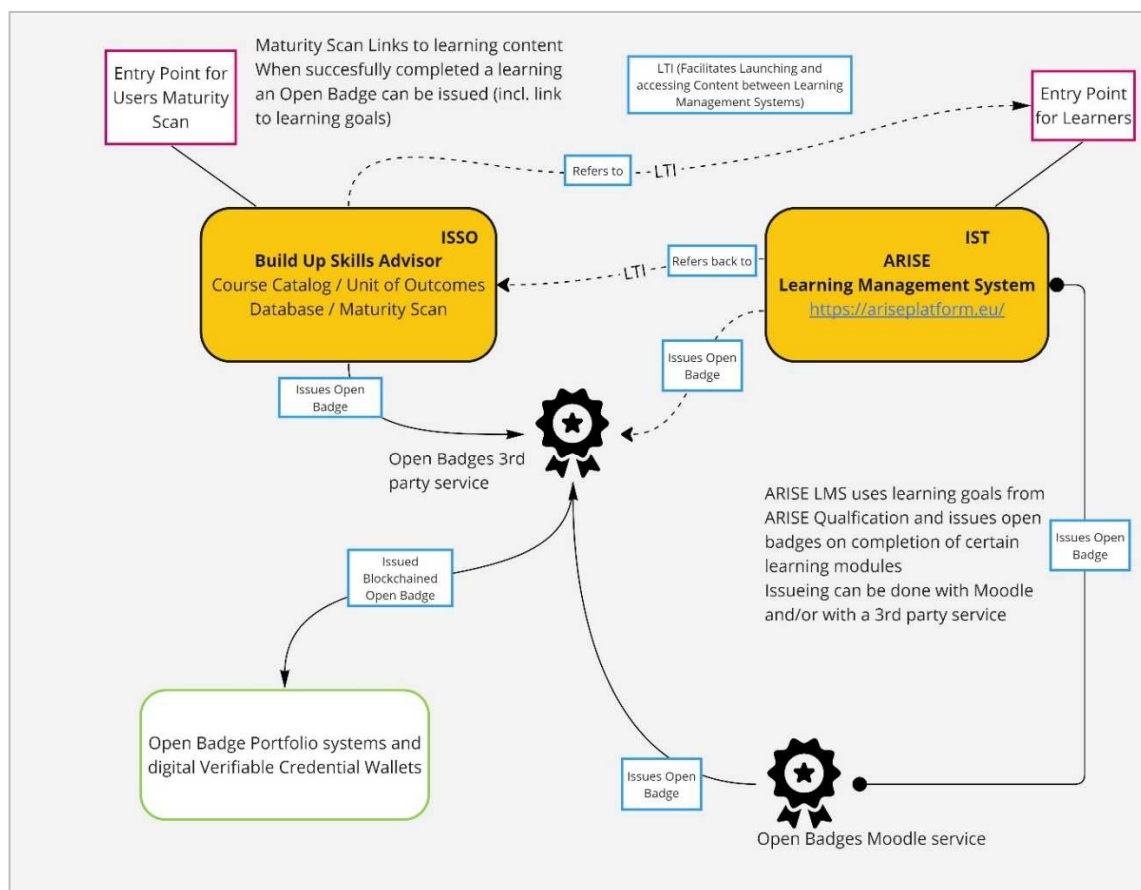 Entry Point for
Users Maturity
Scan
Maturity Scan Links to learning content
When succesfully completed a learning
an Open Badge can be issued (incl. link
to learning goals)
LTI (Facilitates Launching and
accessing Content between Learning
Management Systems)
Entry Point
for Learners
Refers to
LTI
ISSO
Build Up Skills Advisor
Course Catalog / Unit of Outcomes
Database / Maturity Scan
Refers back to
LTI
IST
ARISE
Learning Management System
https://ariseplatform.eu/
Issues Open
Badge
Issues Open
Badge
Open Badges 3rd
party service
ARISE LMS uses learning goals from
ARISE Qualfication and issues open
badges on completion of certain
learning modules
Issueing can be done with Moodle
and/or with a 3rd party service
Issues Open
Badge
Issued
Blockchained
Open Badge
Open Badge Portfolio systems and
digital Verifiable Credential Wallets
Issues Open
Badge
Open Badges Moodle service